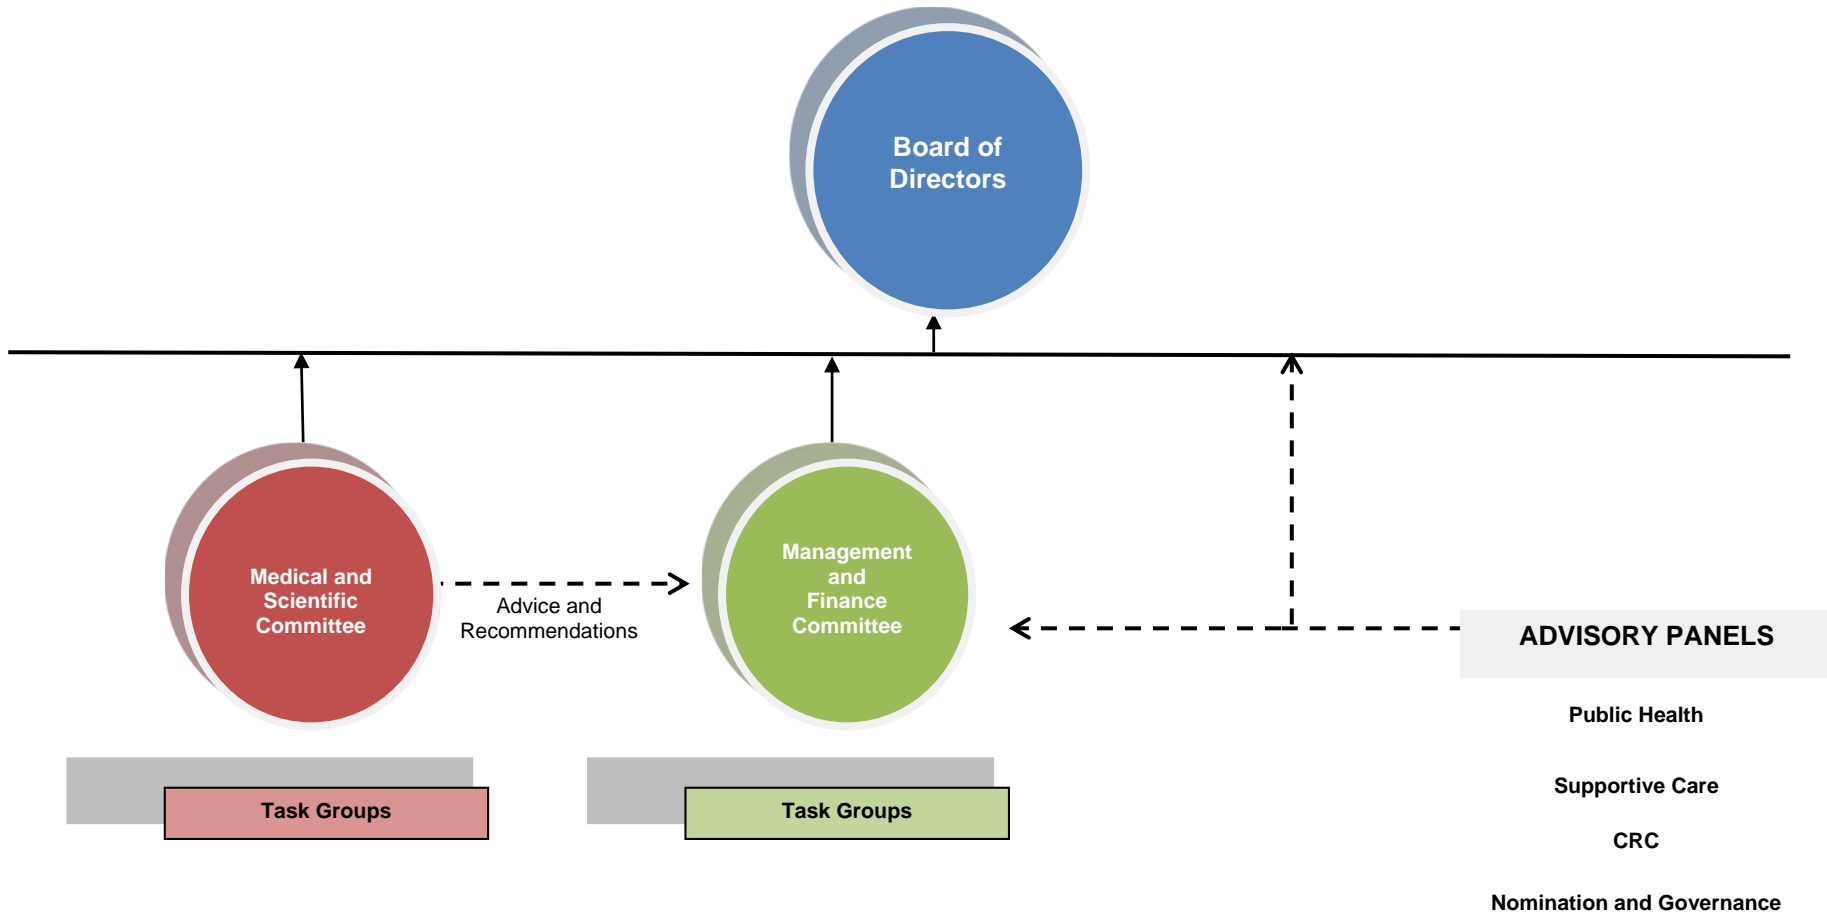 Board of
Directors
Medical and
Scientific
Committee
Advice and
Recommendations
Management
and
Finance
Committee
ADVISORY PANELS
Public Health
Supportive Care
CRC
Nomination and Governance
Task Groups
Task Groups